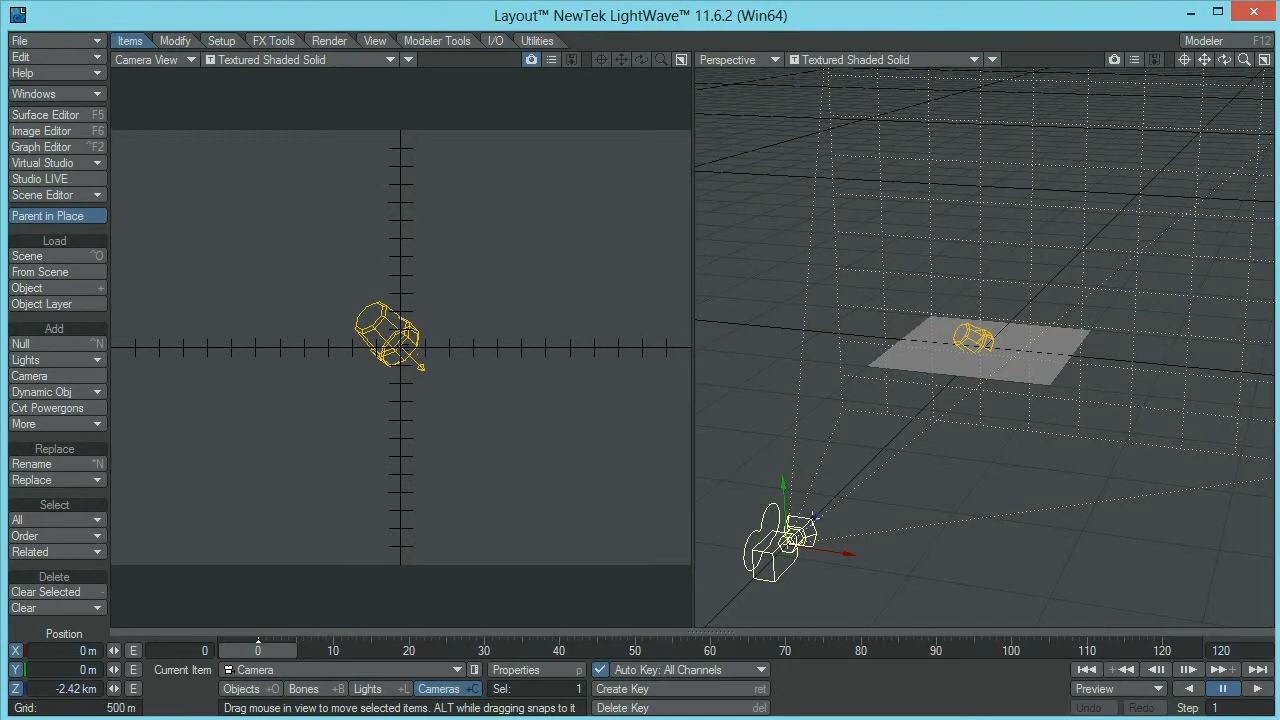 Layout™ NewTek LightWave™ 11.6.2 (Win64)
File Items Modify Setup FX Tools Render View Modeler Tools I/O Utilities Modeler F12
Edit
Help
Camera View Textured Shaded Solid Perspective Textured Shaded Solid
Windows
Surface Editor F5
Image Editor F6
Graph Editor ^F2
Virtual Studio
Studio LIVE
Scene Editor
Parent in Place
Load
Scene ^O
From Scene
Object +
Object Layer
Add
Null ^N
Lights
Camera
Dynamic Obj
Cvt Powergons
More
Replace
Rename ^N
Replace
Select
All
Order
Related
Delete
Clear Selected -
Clear
Position
X 0 m E 0 0 10 20 30 40 50 60 70 80 90 100 110 120 120
Y 0 m E Current Item Camera Properties p Auto Key: All Channels
Z -2.42 km E Objects +O Bones +B Lights +L Cameras +C Sel: 1 Create Key ret Preview
Grid: 500 m Drag mouse in view to move selected items. ALT while dragging snaps to it Delete Key del Undo Redo Step 1